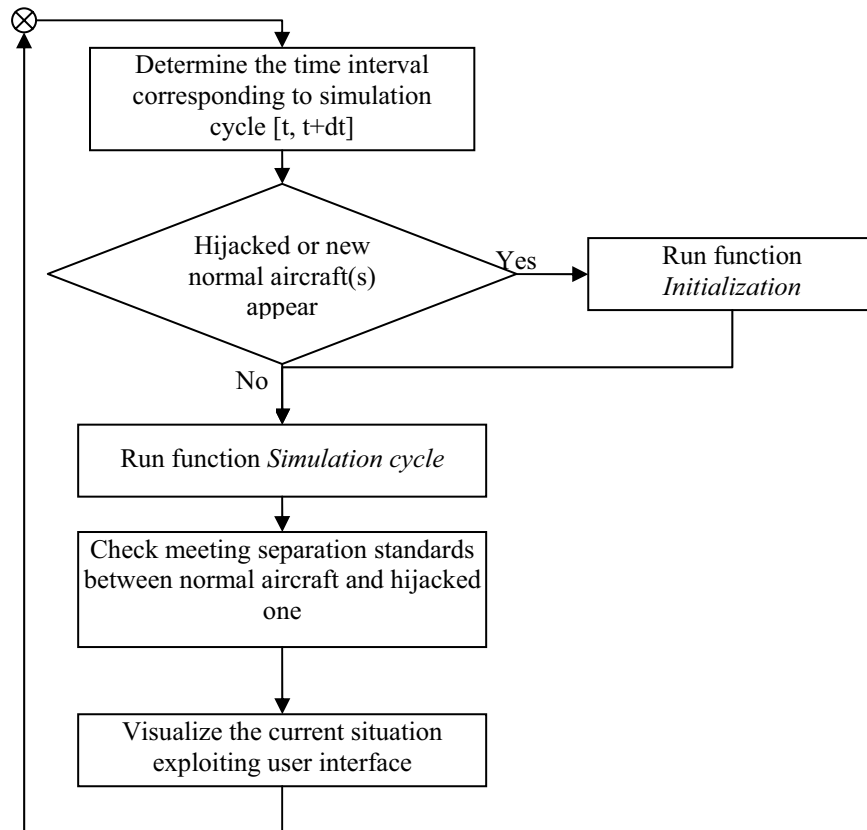 Determine the time interval
corresponding to simulation
cycle [t, t+dt]
Hijacked or new
normal aircraft(s)
appear
Yes
Run function
Initialization
No
Run function Simulation cycle
Check meeting separation standards
between normal aircraft and hijacked
one
Visualize the current situation
exploiting user interface